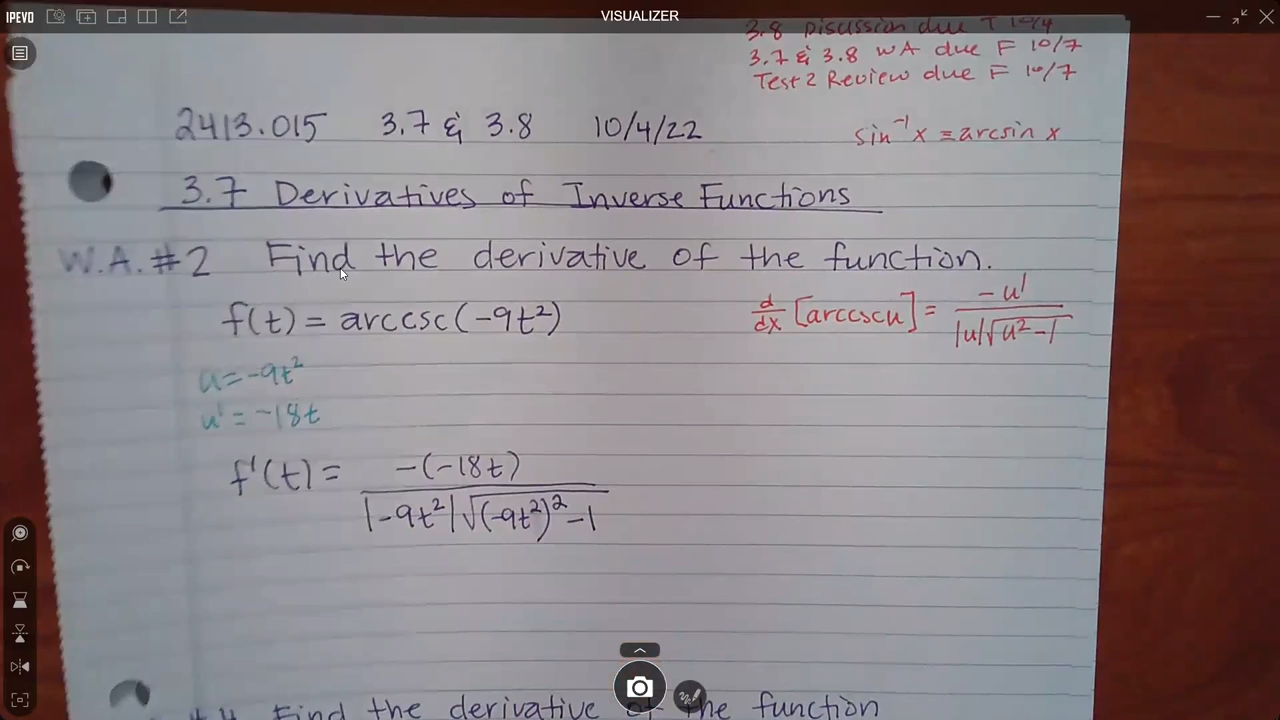 IPEVO
VISUALIZER
3.8 Discussion due T 10/4
3.7 & 3.8 WA due F 10/7
Test 2 Review due F 10/7
2413.015 3.7 & 3.8 10/4/22
sin⁻¹x = arcsin x
3.7 Derivatives of Inverse Functions
W.A. #2 Find the derivative of the function.
f(t) = arccsc(-9t²)
d/dx [arccsc u] = -u' / |u|√(u²-1)
u = -9t²
u' = -18t
f'(t) = -(-18t) / |-9t²|√((-9t²)²-1)
#4 Find the derivative of the function